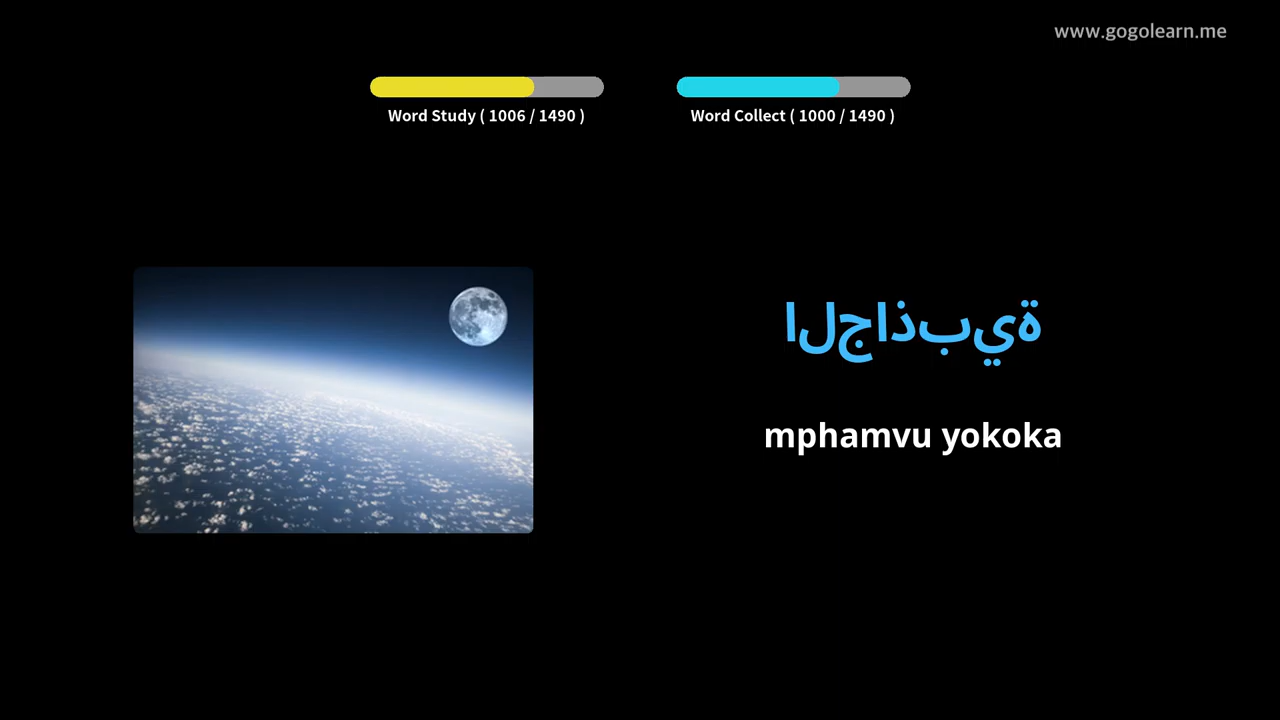 www.gogolearn.me
Word Study ( 1006 / 1490 )
Word Collect ( 1000 / 1490 )
الجاذبية
mphamvu yokoka